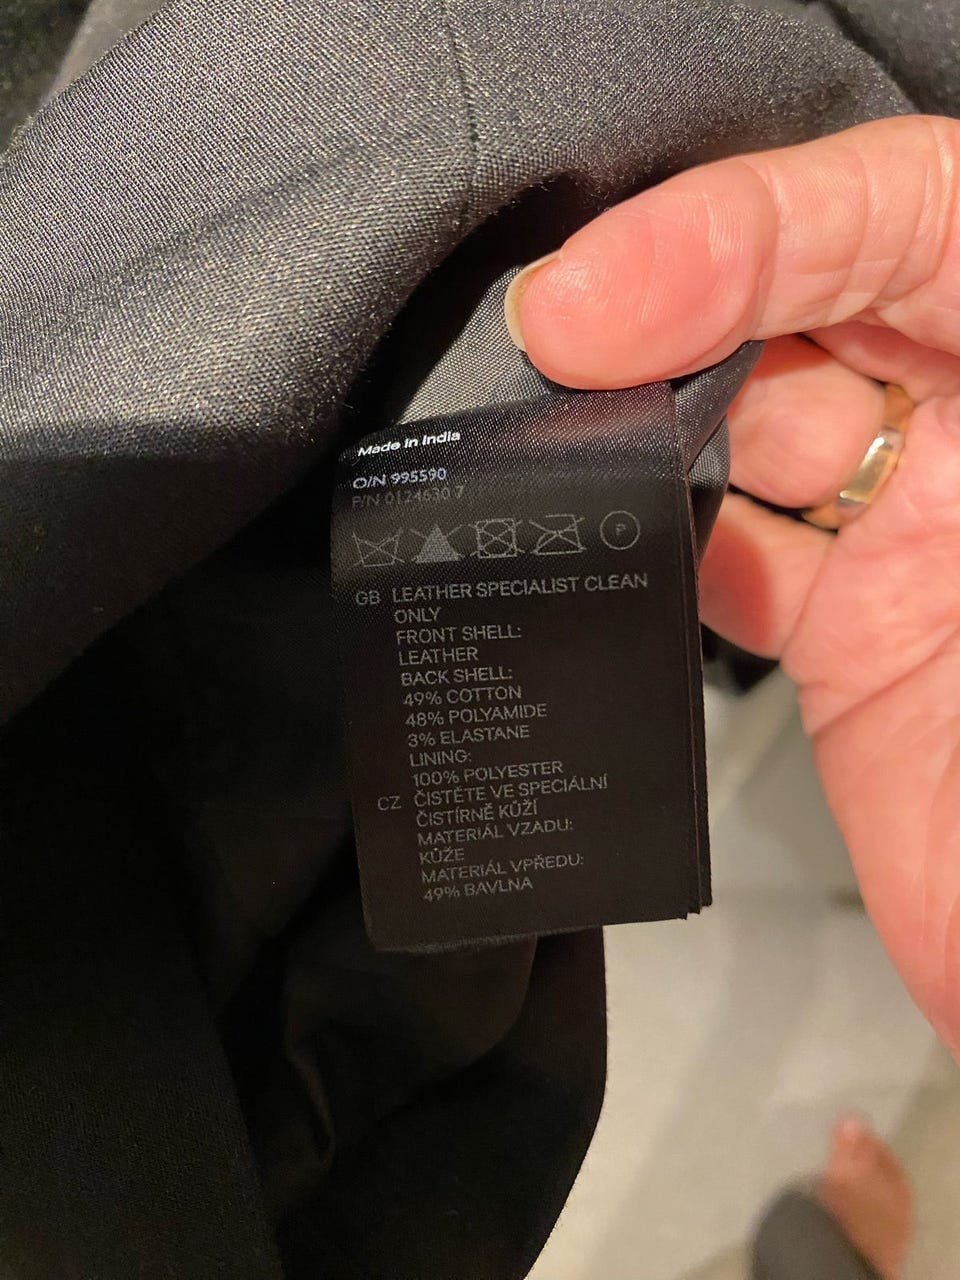 Made in India
O/N 995590
P/N 0124630 7
P
GB LEATHER SPECIALIST CLEAN
ONLY
FRONT SHELL:
LEATHER
BACK SHELL:
49% COTTON
48% POLYAMIDE
3% ELASTANE
LINING:
100% POLYESTER
CZ ČISTĚTE VE SPECIÁLNÍ
ČISTÍRNĚ KŮŽÍ
MATERIÁL VZADU:
KŮŽE
MATERIÁL VPŘEDU:
49% BAVLNA